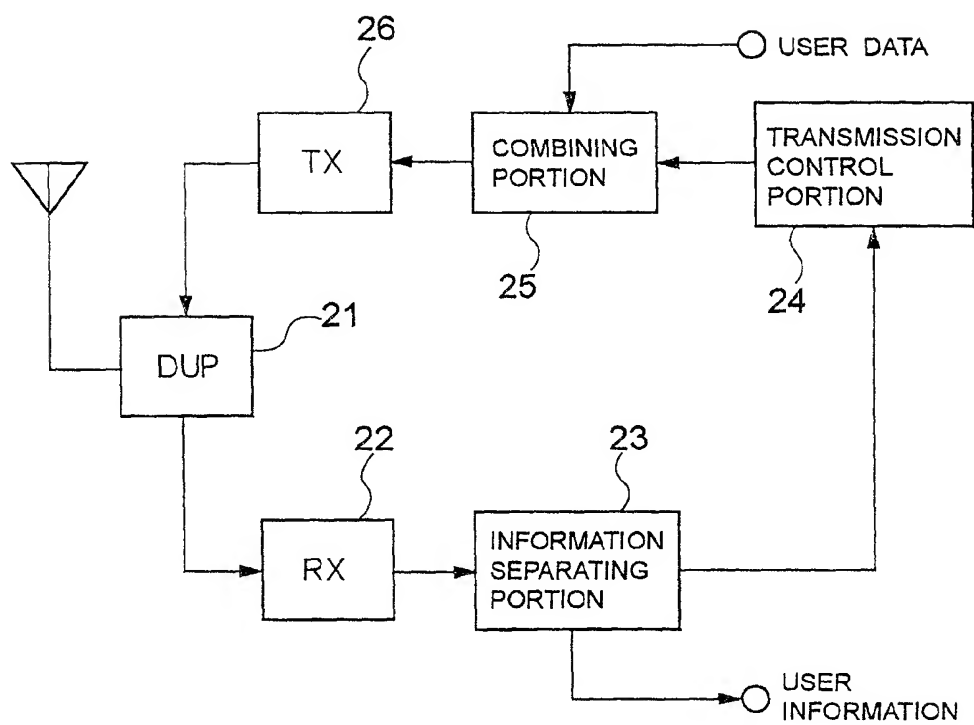 26
USER DATA
TX
COMBINING
PORTION
TRANSMISSION
CONTROL
PORTION
25
24
21
DUP
22
23
RX
INFORMATION
SEPARATING
PORTION
USER
INFORMATION